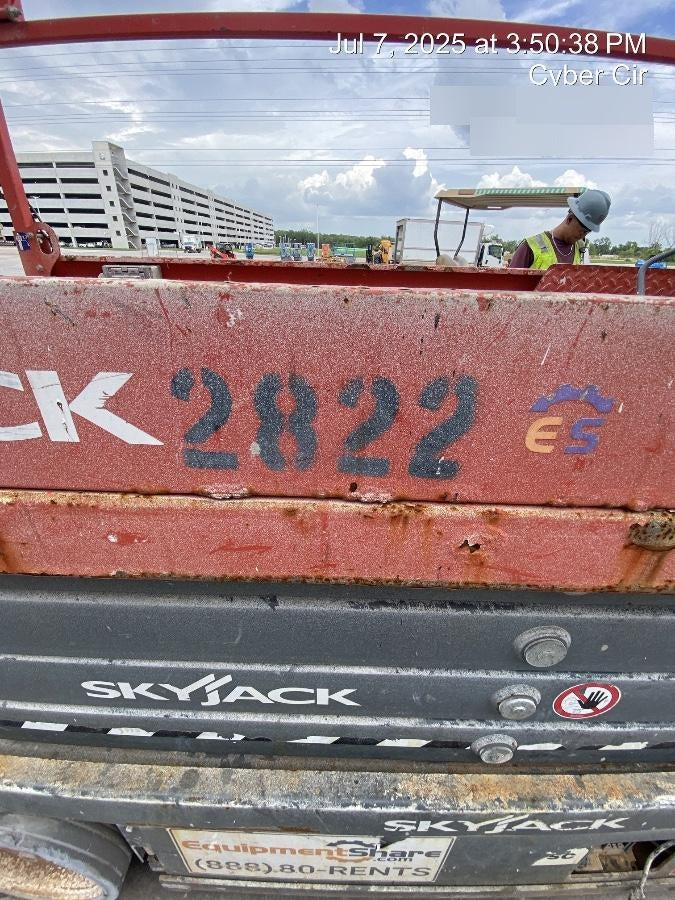 Jul 7, 2025 at 3:50:38 PM
Cyber Cir
CK 2822
ES
SKYJACK
SKYJACK
EquipmentShare
.com
(888).80-RENTS